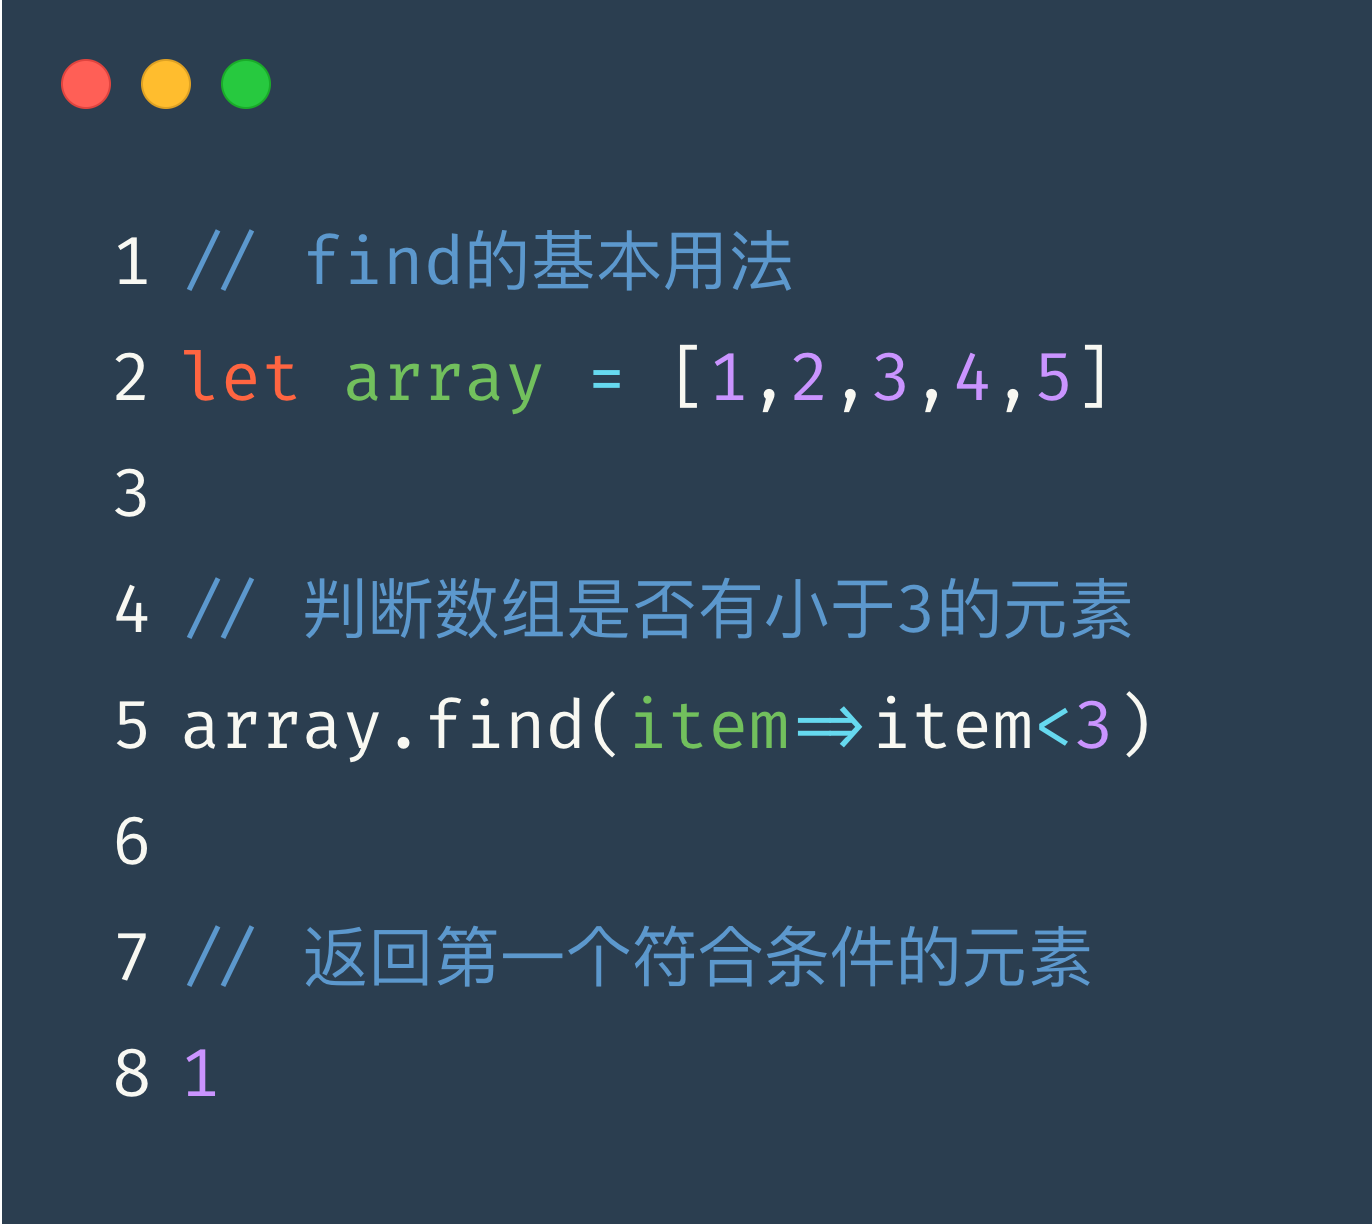 1 // find的基本用法
2 let array = [1,2,3,4,5]
3
4 // 判断数组是否有小于3的元素
5 array.find(item=>item<3)
6
7 // 返回第一个符合条件的元素
8 1